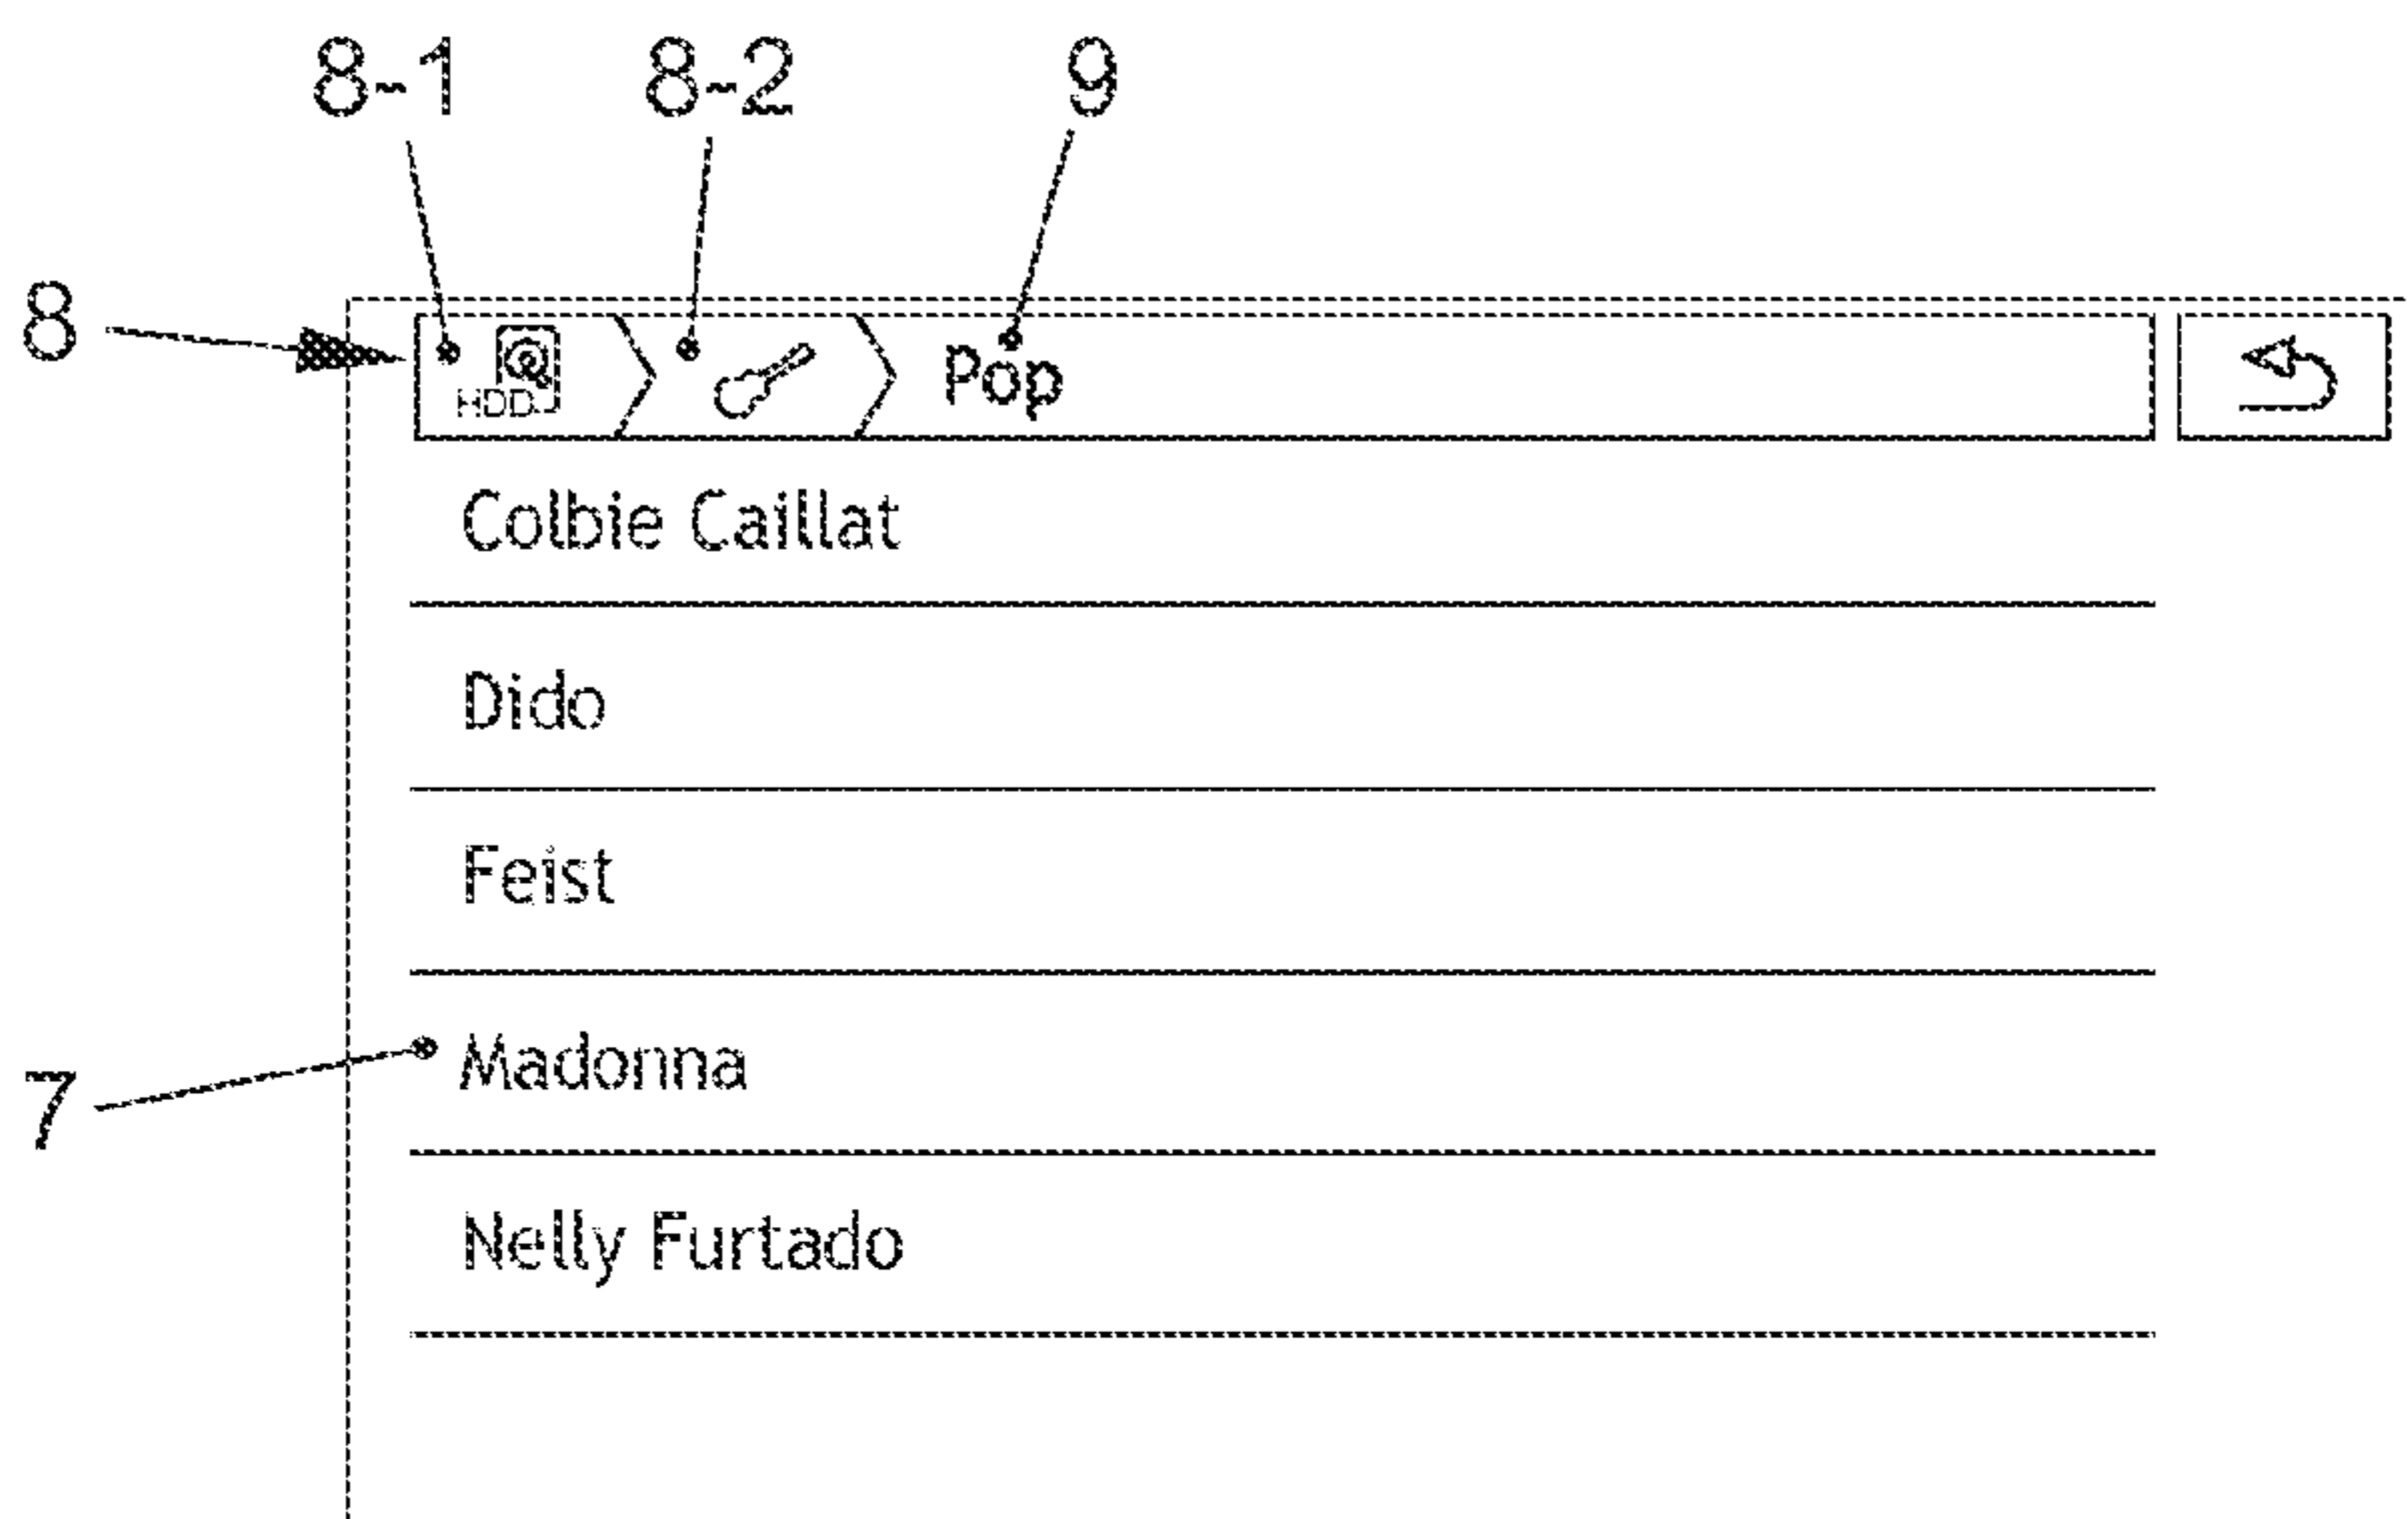 8-1 8-2 9
8
HDD
Pop
Colbie Caillat
Dido
Feist
Madonna
7
Nelly Furtado